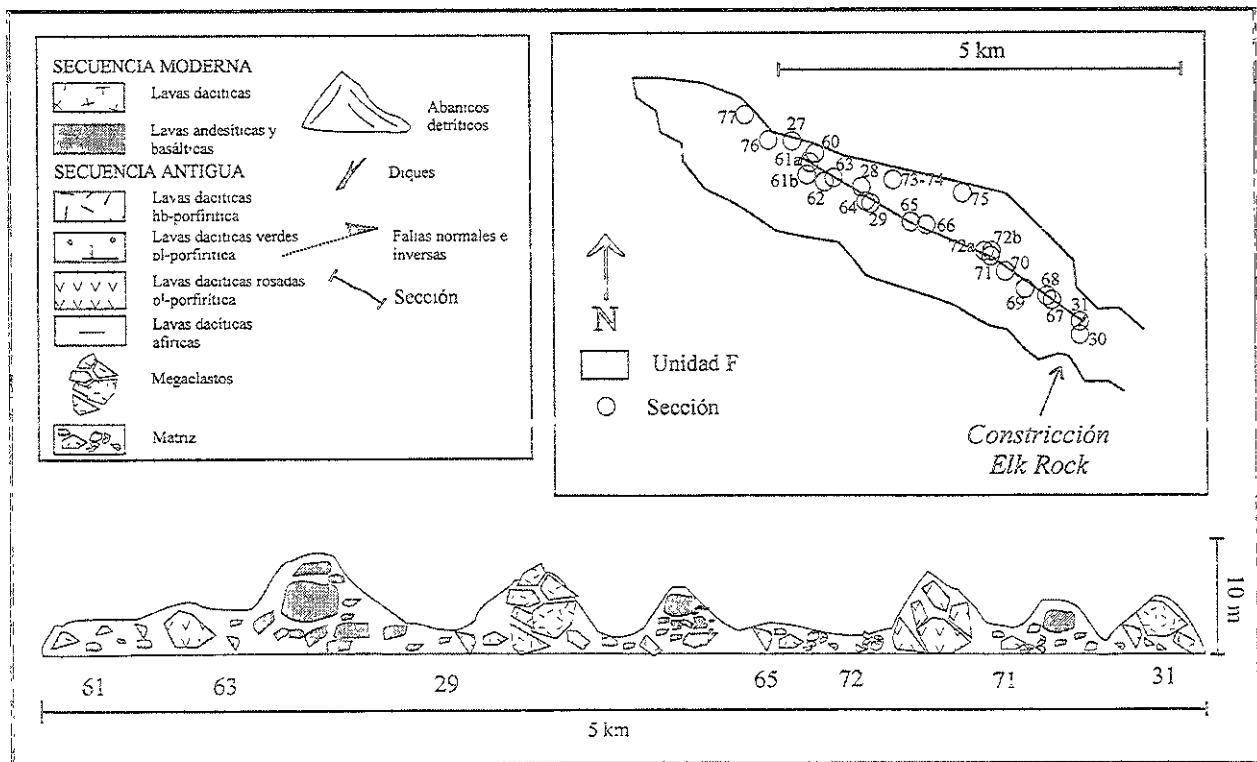 SECUENCIA MODERNA
Lavas dacíticas
Lavas andesíticas y
basálticas
SECUENCIA ANTIGUA
Lavas dacíticas
hb-porfirítica
Lavas dacíticas verdes
pl-porfirítica
Lavas dacíticas rosadas
pl-porfirítica
Lavas dacíticas
afíricas
Megaclastos
Matriz
Abanicos
detríticos
Diques
Fallas normales e
inversas
Sección
5 km
77
76
27
60
61a
61b
63
62
28
64
29
73-74
75
65
66
72a
72b
71
70
69
68
67
31
30
N
Unidad F
Sección
Constricción
Elk Rock
10 m
61
63
29
65
72
71
31
5 km